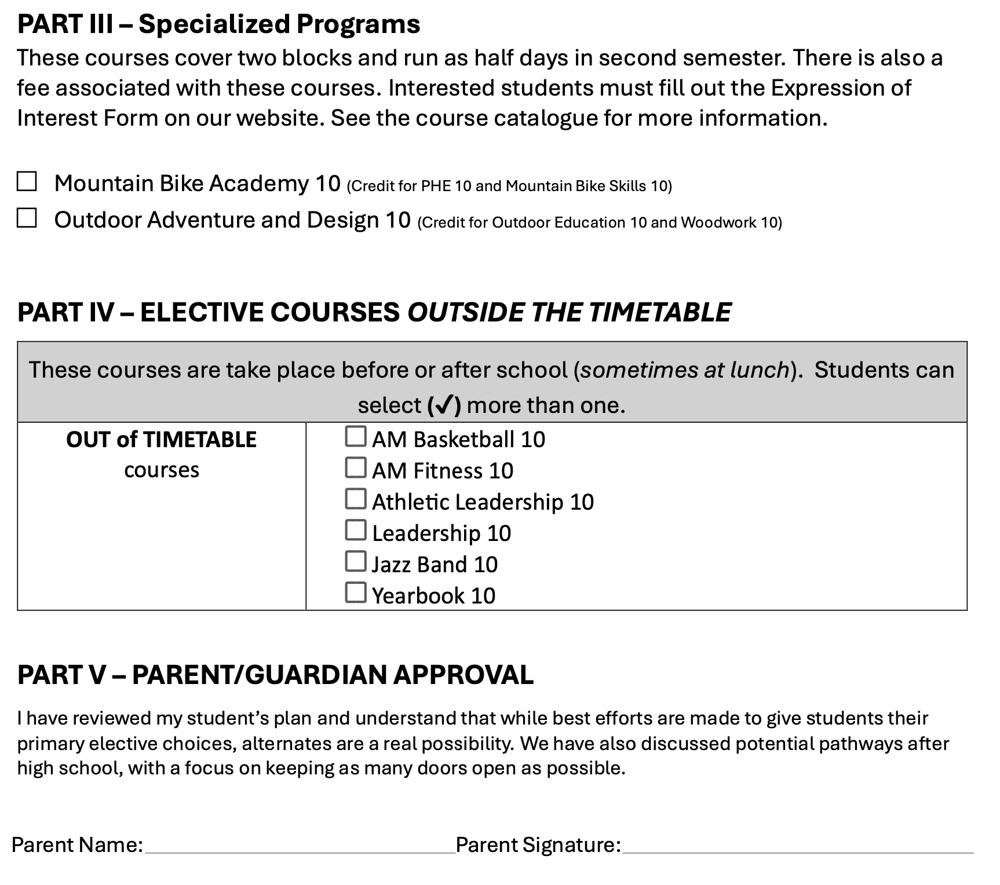 PART III – Specialized Programs
These courses cover two blocks and run as half days in second semester. There is also a
fee associated with these courses. Interested students must fill out the Expression of
Interest Form on our website. See the course catalogue for more information.
☐ Mountain Bike Academy 10 (Credit for PHE 10 and Mountain Bike Skills 10)
☐ Outdoor Adventure and Design 10 (Credit for Outdoor Education 10 and Woodwork 10)
PART IV – ELECTIVE COURSES OUTSIDE THE TIMETABLE
These courses are take place before or after school (sometimes at lunch).  Students can
select (✓) more than one.
OUT of TIMETABLE
courses
☐ AM Basketball 10
☐ AM Fitness 10
☐ Athletic Leadership 10
☐ Leadership 10
☐ Jazz Band 10
☐ Yearbook 10
PART V – PARENT/GUARDIAN APPROVAL
I have reviewed my student’s plan and understand that while best efforts are made to give students their
primary elective choices, alternates are a real possibility. We have also discussed potential pathways after
high school, with a focus on keeping as many doors open as possible.
Parent Name:__________________________Parent Signature:______________________________